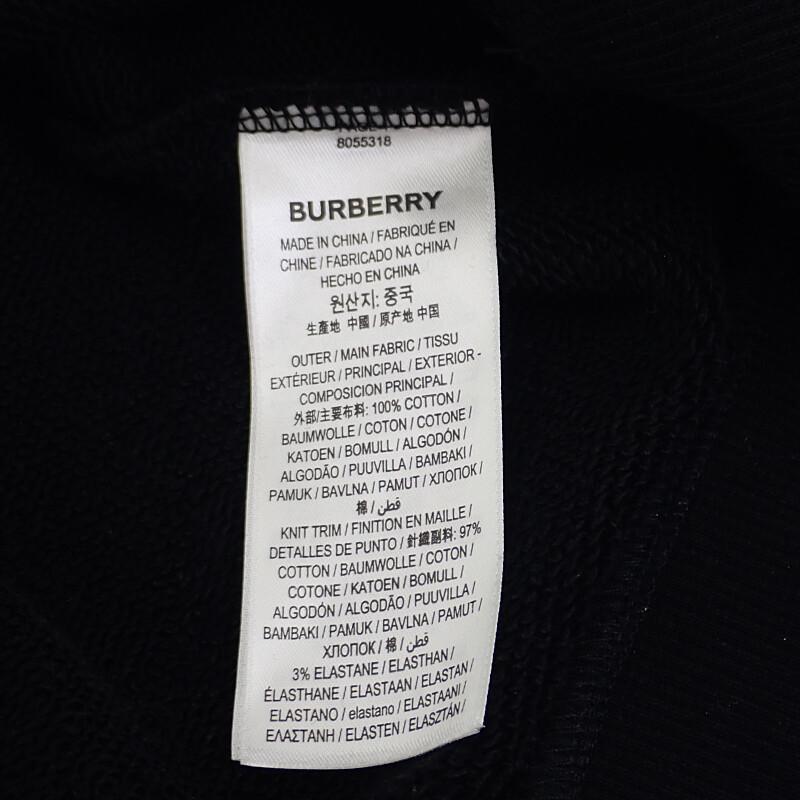 8055318
BURBERRY
MADE IN CHINA / FABRIQUÉ EN
CHINE / FABRICADO NA CHINA /
HECHO EN CHINA
원산지: 중국
生產地 中國 / 原产地 中国
OUTER / MAIN FABRIC / TISSU
EXTÉRIEUR / PRINCIPAL / EXTERIOR -
COMPOSICION PRINCIPAL /
外部/主要布料: 100% COTTON /
BAUMWOLLE / COTON / COTONE /
KATOEN / BOMULL / ALGODÓN /
ALGODÃO / PUUVILLA / BAMBAKI /
PAMUK / BAVLNA / PAMUT / ХЛОПОК /
棉 / قطن
KNIT TRIM / FINITION EN MAILLE /
DETALLES DE PUNTO / 針織副料: 97%
COTTON / BAUMWOLLE / COTON /
COTONE / KATOEN / BOMULL /
ALGODÓN / ALGODÃO / PUUVILLA /
BAMBAKI / PAMUK / BAVLNA / PAMUT /
ХЛОПОК / 棉 / قطن
3% ELASTANE / ELASTHAN /
ÉLASTHANE / ELASTAAN / ELASTAN /
ELASTANO / elastano / ELASTAANI /
ΕΛΑΣΤΑΝΗ / ELASTEN / ELASZTÁN /